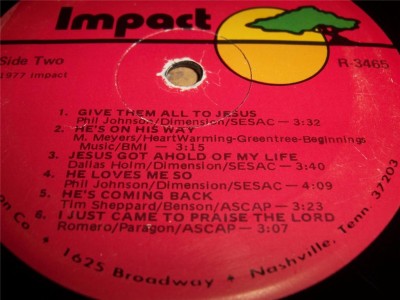 Impact
Side Two
R-3465
1977 impact
1. GIVE THEM ALL TO JESUS
Phil Johnson/Dimension/SESAC — 3:32
2. HE'S ON HIS WAY
M. Meyers/HeartWarming-Greentree-Beginnings
Music/BMI — 3:15
3. JESUS GOT AHOLD OF MY LIFE
Dallas Holm/Dimension/SESAC — 3:40
4. HE LOVES ME SO
Phil Johnson/Dimension/SESAC — 4:09
5. HE'S COMING BACK
Tim Sheppard/Benson/ASCAP — 3:23
6. I JUST CAME TO PRAISE THE LORD
Romero/Paragon/ASCAP — 3:07
on Co • 1625 Broadway • Nashville, Tenn. 37203